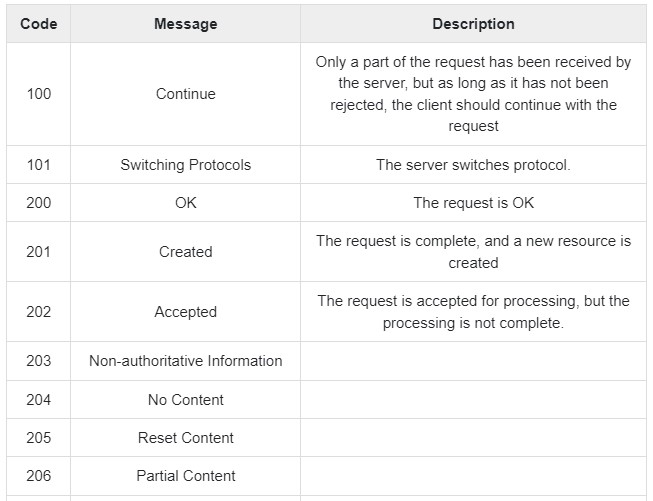 Code Message Description
100 Continue Only a part of the request has been received by
the server, but as long as it has not been
rejected, the client should continue with the
request
101 Switching Protocols The server switches protocol.
200 OK The request is OK
201 Created The request is complete, and a new resource is
created
202 Accepted The request is accepted for processing, but the
processing is not complete.
203 Non-authoritative Information
204 No Content
205 Reset Content
206 Partial Content